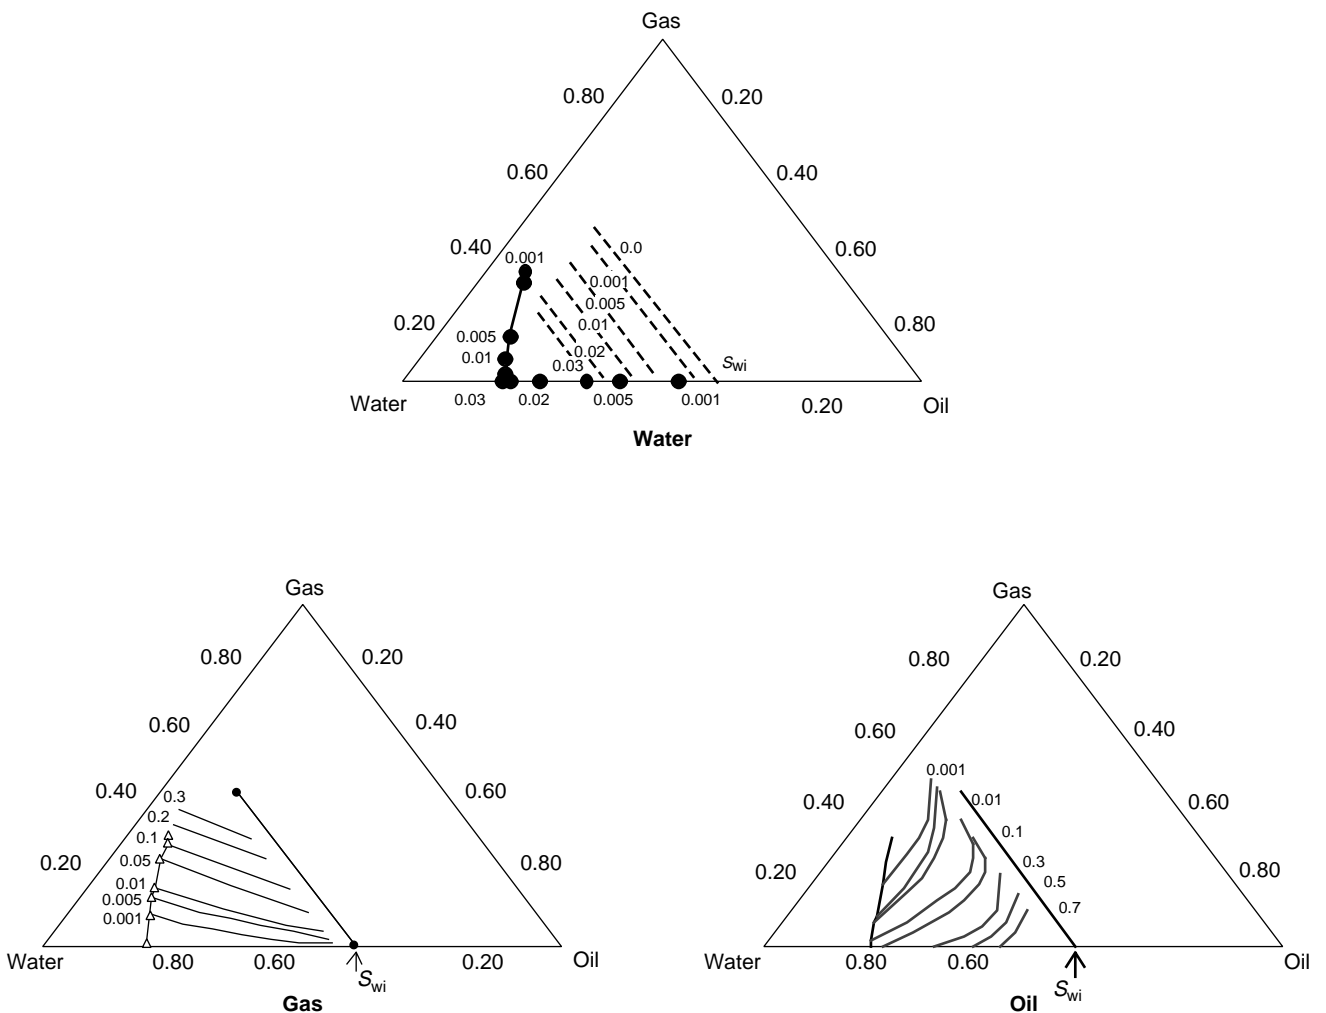 Gas
0.80 0.20
0.60 0.40
0.40 0.0 0.60
0.001
0.001
0.005
0.20 0.01 0.80
0.005
0.01 0.02
0.03 Swi
Water 0.03 0.02 0.005 0.001 0.20 Oil
Water
Gas
0.80 0.20
0.60 0.40
0.40 0.3 0.60
0.2
0.1
0.20 0.05 0.80
0.01
0.005
0.001
Water 0.80 0.60 0.20 Oil
Swi
Gas
Gas
0.80 0.20
0.60 0.40
0.001
0.40 0.01 0.60
0.1
0.3
0.20 0.5 0.80
0.7
Water 0.80 0.60 Oil
Swi
Oil